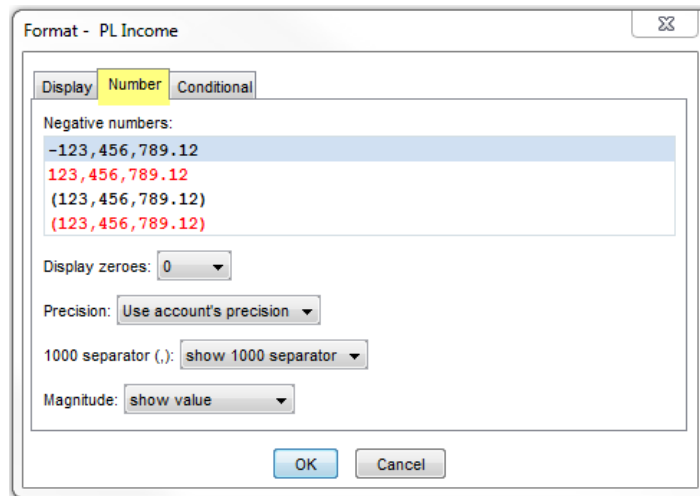 Format - PL Income
Display Number Conditional
Negative numbers:
-123,456,789.12
123,456,789.12
(123,456,789.12)
(123,456,789.12)
Display zeroes: 0
Precision: Use account's precision
1000 separator (,): show 1000 separator
Magnitude: show value
OK Cancel